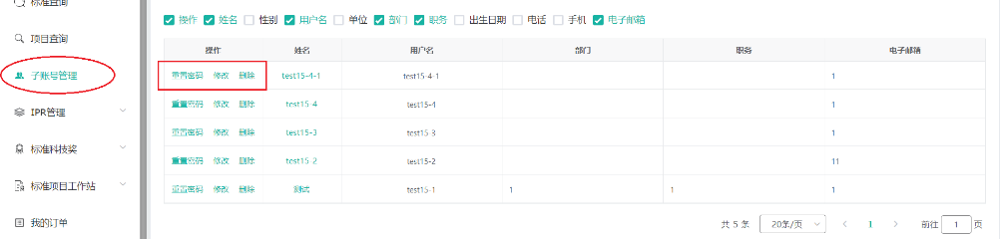 标准查询
项目查询
子账号管理
IPR管理
标准科技奖
标准项目工作站
我的订单
操作 姓名 性别 用户名 单位 部门 职务 出生日期 电话 手机 电子邮箱
操作 姓名 用户名 部门 职务 电子邮箱
重置密码 修改 删除 test15-4-1 test15-4-1 1
重置密码 修改 删除 test15-4 test15-4 1
重置密码 修改 删除 test15-3 test15-3 1
重置密码 修改 删除 test15-2 test15-2 11
重置密码 修改 删除 测试 test15-1 1 1 1
共 5 条 20条/页 1 前往 1 页